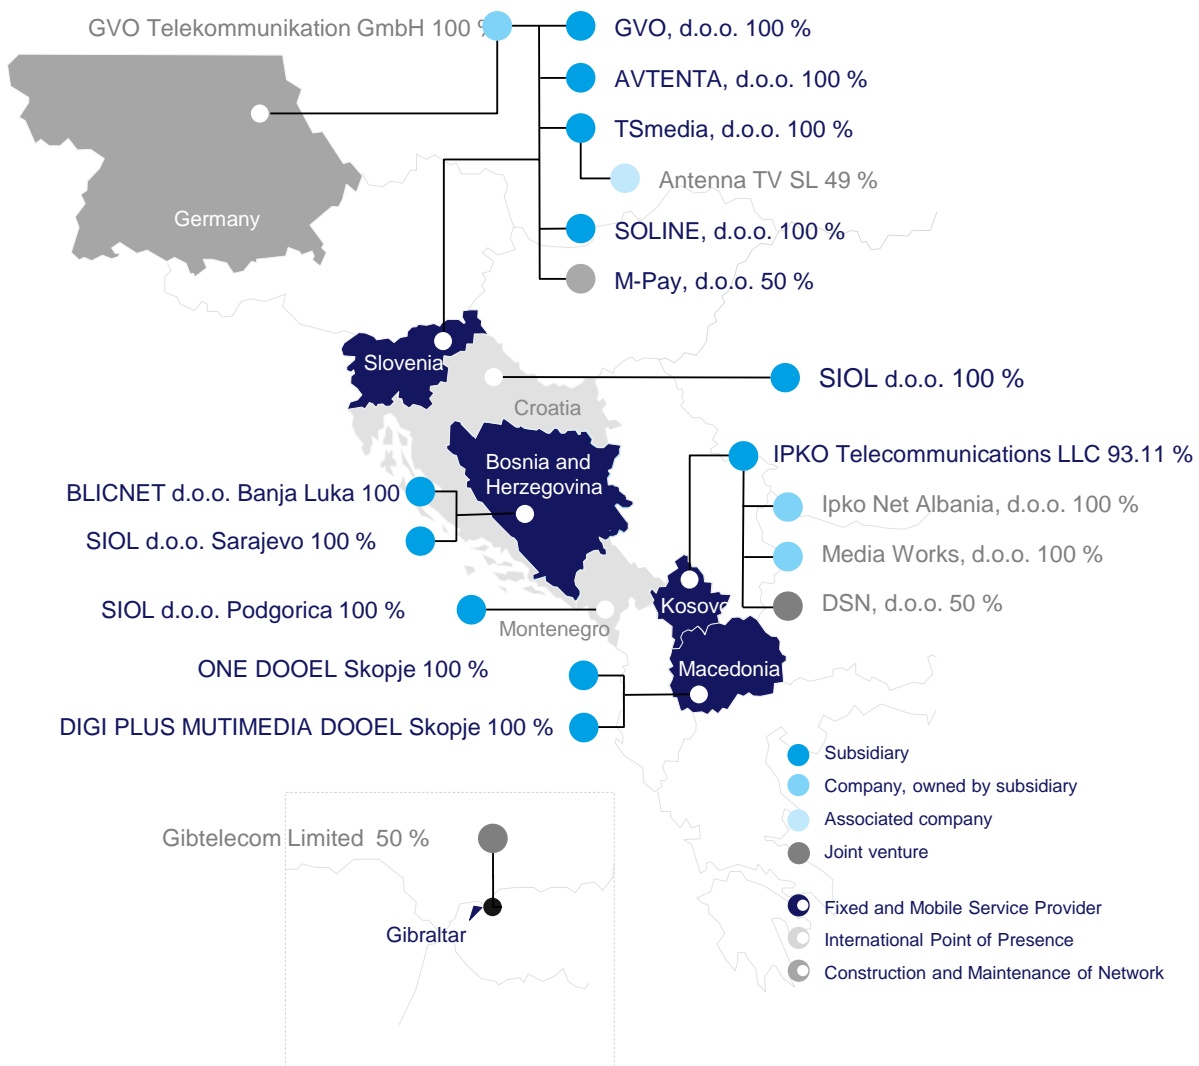 GVO Telekommunikation GmbH 100 %
GVO, d.o.o. 100 %
AVTENTA, d.o.o. 100 %
TSmedia, d.o.o. 100 %
Antenna TV SL 49 %
Germany
SOLINE, d.o.o. 100 %
M-Pay, d.o.o. 50 %
Slovenia
SIOL d.o.o. 100 %
Croatia
IPKO Telecommunications LLC 93.11 %
Bosnia and
Herzegovina
BLICNET d.o.o. Banja Luka 100
Ipko Net Albania, d.o.o. 100 %
SIOL d.o.o. Sarajevo 100 %
Media Works, d.o.o. 100 %
SIOL d.o.o. Podgorica 100 %
Kosovo
DSN, d.o.o. 50 %
Montenegro
ONE DOOEL Skopje 100 %
Macedonia
DIGI PLUS MUTIMEDIA DOOEL Skopje 100 %
Subsidiary
Company, owned by subsidiary
Associated company
Joint venture
Gibtelecom Limited 50 %
Fixed and Mobile Service Provider
Gibraltar
International Point of Presence
Construction and Maintenance of Network